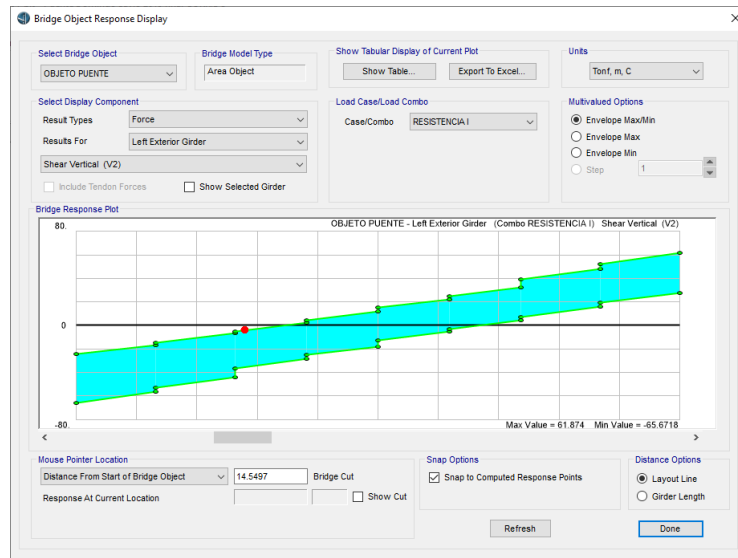 Bridge Object Response Display
Select Bridge Object
OBJETO PUENTE
Bridge Model Type
Area Object
Show Tabular Display of Current Plot
Show Table...
Export To Excel...
Units
Tonf, m, C
Select Display Component
Result Types
Force
Results For
Left Exterior Girder
Shear Vertical (V2)
Include Tendon Forces
Show Selected Girder
Load Case/Load Combo
Case/Combo
RESISTENCIA I
Multivalued Options
Envelope Max/Min
Envelope Max
Envelope Min
Step
1
Bridge Response Plot
80.
OBJETO PUENTE - Left Exterior Girder (Combo RESISTENCIA I) Shear Vertical (V2)
0
-80.
Max Value = 61.874 Min Value = -65.6718
Mouse Pointer Location
Distance From Start of Bridge Object
14.5497
Bridge Cut
Response At Current Location
Show Cut
Snap Options
Snap to Computed Response Points
Distance Options
Layout Line
Girder Length
Refresh
Done